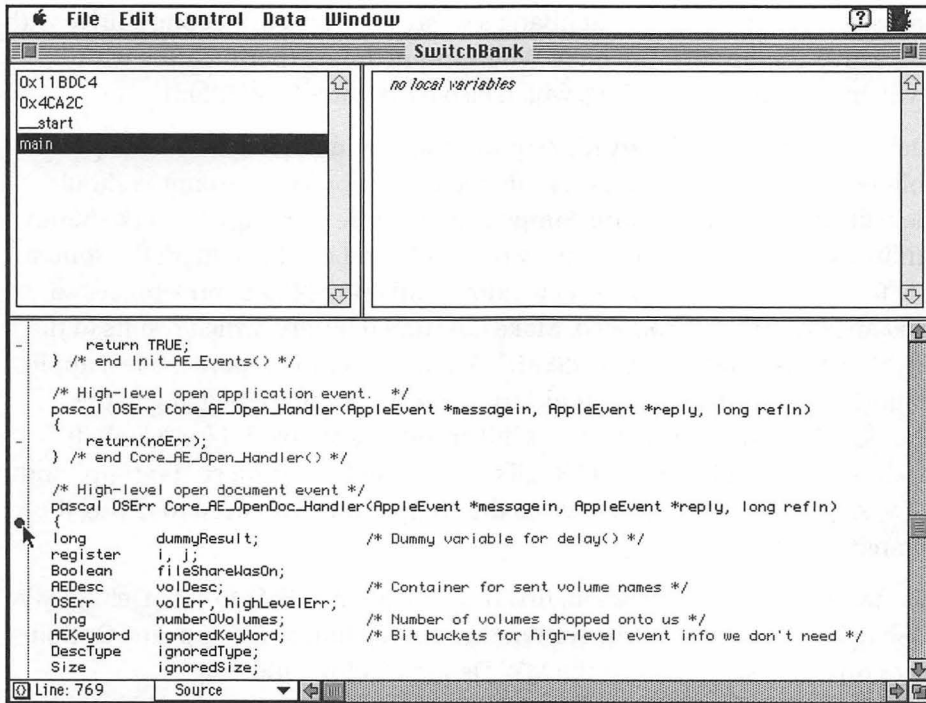 File Edit Control Data Window
SwitchBank
0x11BDC4
0x4CA2C
__start
main
no local variables
return TRUE;
} /* end Init_AE_Events() */
/* High-level open application event. */
pascal OSErr Core_AE_Open_Handler(AppleEvent *messagein, AppleEvent *reply, long refIn)
{
return(noErr);
} /* end Core_AE_Open_Handler() */
/* High-level open document event */
pascal OSErr Core_AE_OpenDoc_Handler(AppleEvent *messagein, AppleEvent *reply, long refIn)
{
long dummyResult; /* Dummy variable for delay() */
register i, j;
Boolean fileShareWasOn;
AEDesc volDesc; /* Container for sent volume names */
OSErr volErr, highLevelErr;
long numberOVolumes; /* Number of volumes dropped onto us */
AEKeyword ignoredKeyWord; /* Bit buckets for high-level event info we don't need */
DescType ignoredType;
Size ignoredSize;
Line: 769 Source